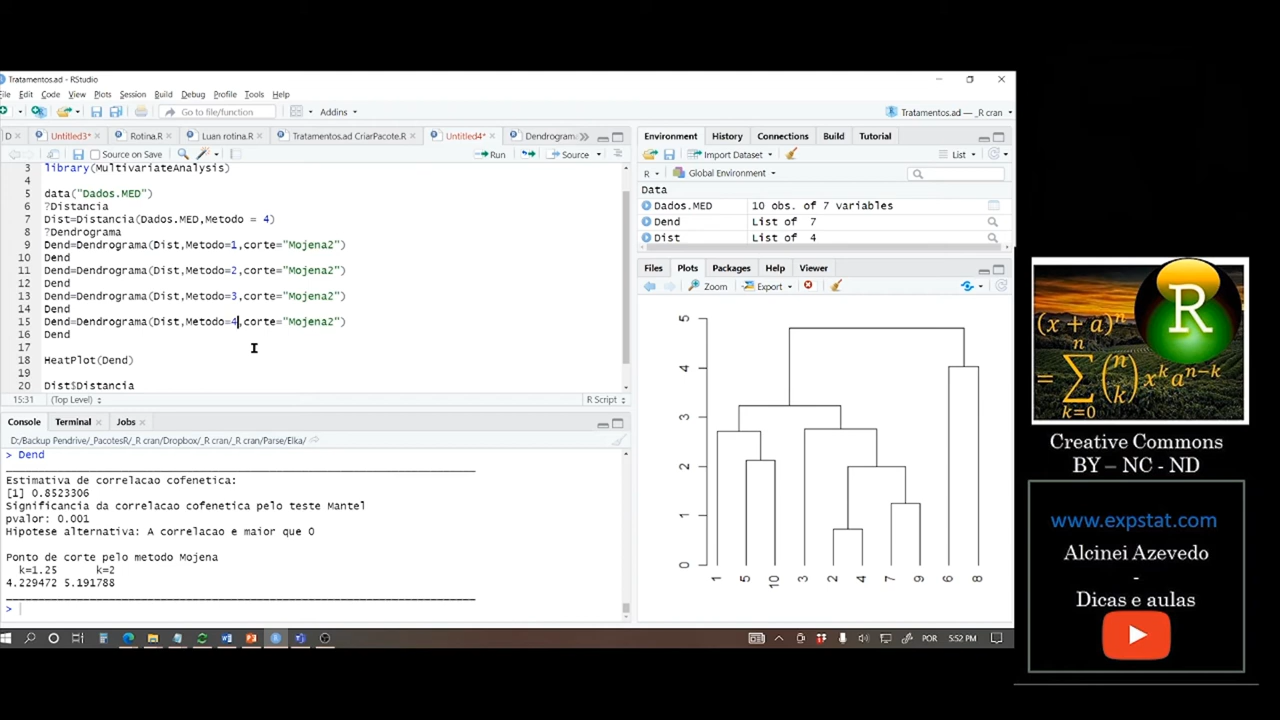 Tratamentos.ad - RStudio
File Edit Code View Plots Session Build Debug Profile Tools Help
Go to file/function
Addins
Tratamentos.ad — _R cran
Untitled3*
Rotina.R
Luan rotina.R
Tratamentos.ad CriarPacote.R
Untitled4*
Dendrogram
Source on Save
Run
Source
3 library(MultivariateAnalysis)
4
5 data("Dados.MED")
6 ?Distancia
7 Dist=Distancia(Dados.MED,Metodo = 4)
8 ?Dendrograma
9 Dend=Dendrograma(Dist,Metodo=1,corte="Mojena2")
10 Dend
11 Dend=Dendrograma(Dist,Metodo=2,corte="Mojena2")
12 Dend
13 Dend=Dendrograma(Dist,Metodo=3,corte="Mojena2")
14 Dend
15 Dend=Dendrograma(Dist,Metodo=4,corte="Mojena2")
16 Dend
17
18 HeatPlot(Dend)
19
20 Dist$Distancia
15:31 (Top Level) R Script
Console Terminal Jobs
D:/Backup Pendrive/_PacotesR/_R cran/Dropbox/_R cran/_R cran/Parse/Elka/
> Dend
Estimativa de correlacao cofenetica:
[1] 0.8523306
Significancia da correlacao cofenetica pelo teste Mantel
pvalor: 0.001
Hipotese alternativa: A correlacao e maior que 0
Ponto de corte pelo metodo Mojena
k=1.25 k=2
4.229472 5.191788
>
Environment History Connections Build Tutorial
Import Dataset
List
R Global Environment
Data
Dados.MED 10 obs. of 7 variables
Dend List of 7
Dist List of 4
Files Plots Packages Help Viewer
Zoom Export
5
4
3
2
1
0
1 5 10 3 2 4 7 9 6 8
POR 5:52 PM
R
(x + a)^n
= ∑ k=0 n (n k) x^k a^n−k
Creative Commons
BY – NC - ND
www.expstat.com
Alcinei Azevedo
-
Dicas e aulas